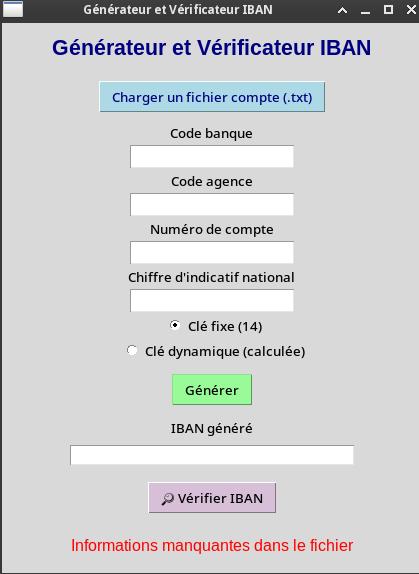 Générateur et Vérificateur IBAN
Générateur et Vérificateur IBAN
Charger un fichier compte (.txt)
Code banque
Code agence
Numéro de compte
Chiffre d'indicatif national
Clé fixe (14)
Clé dynamique (calculée)
Générer
IBAN généré
🔎 Vérifier IBAN
Informations manquantes dans le fichier